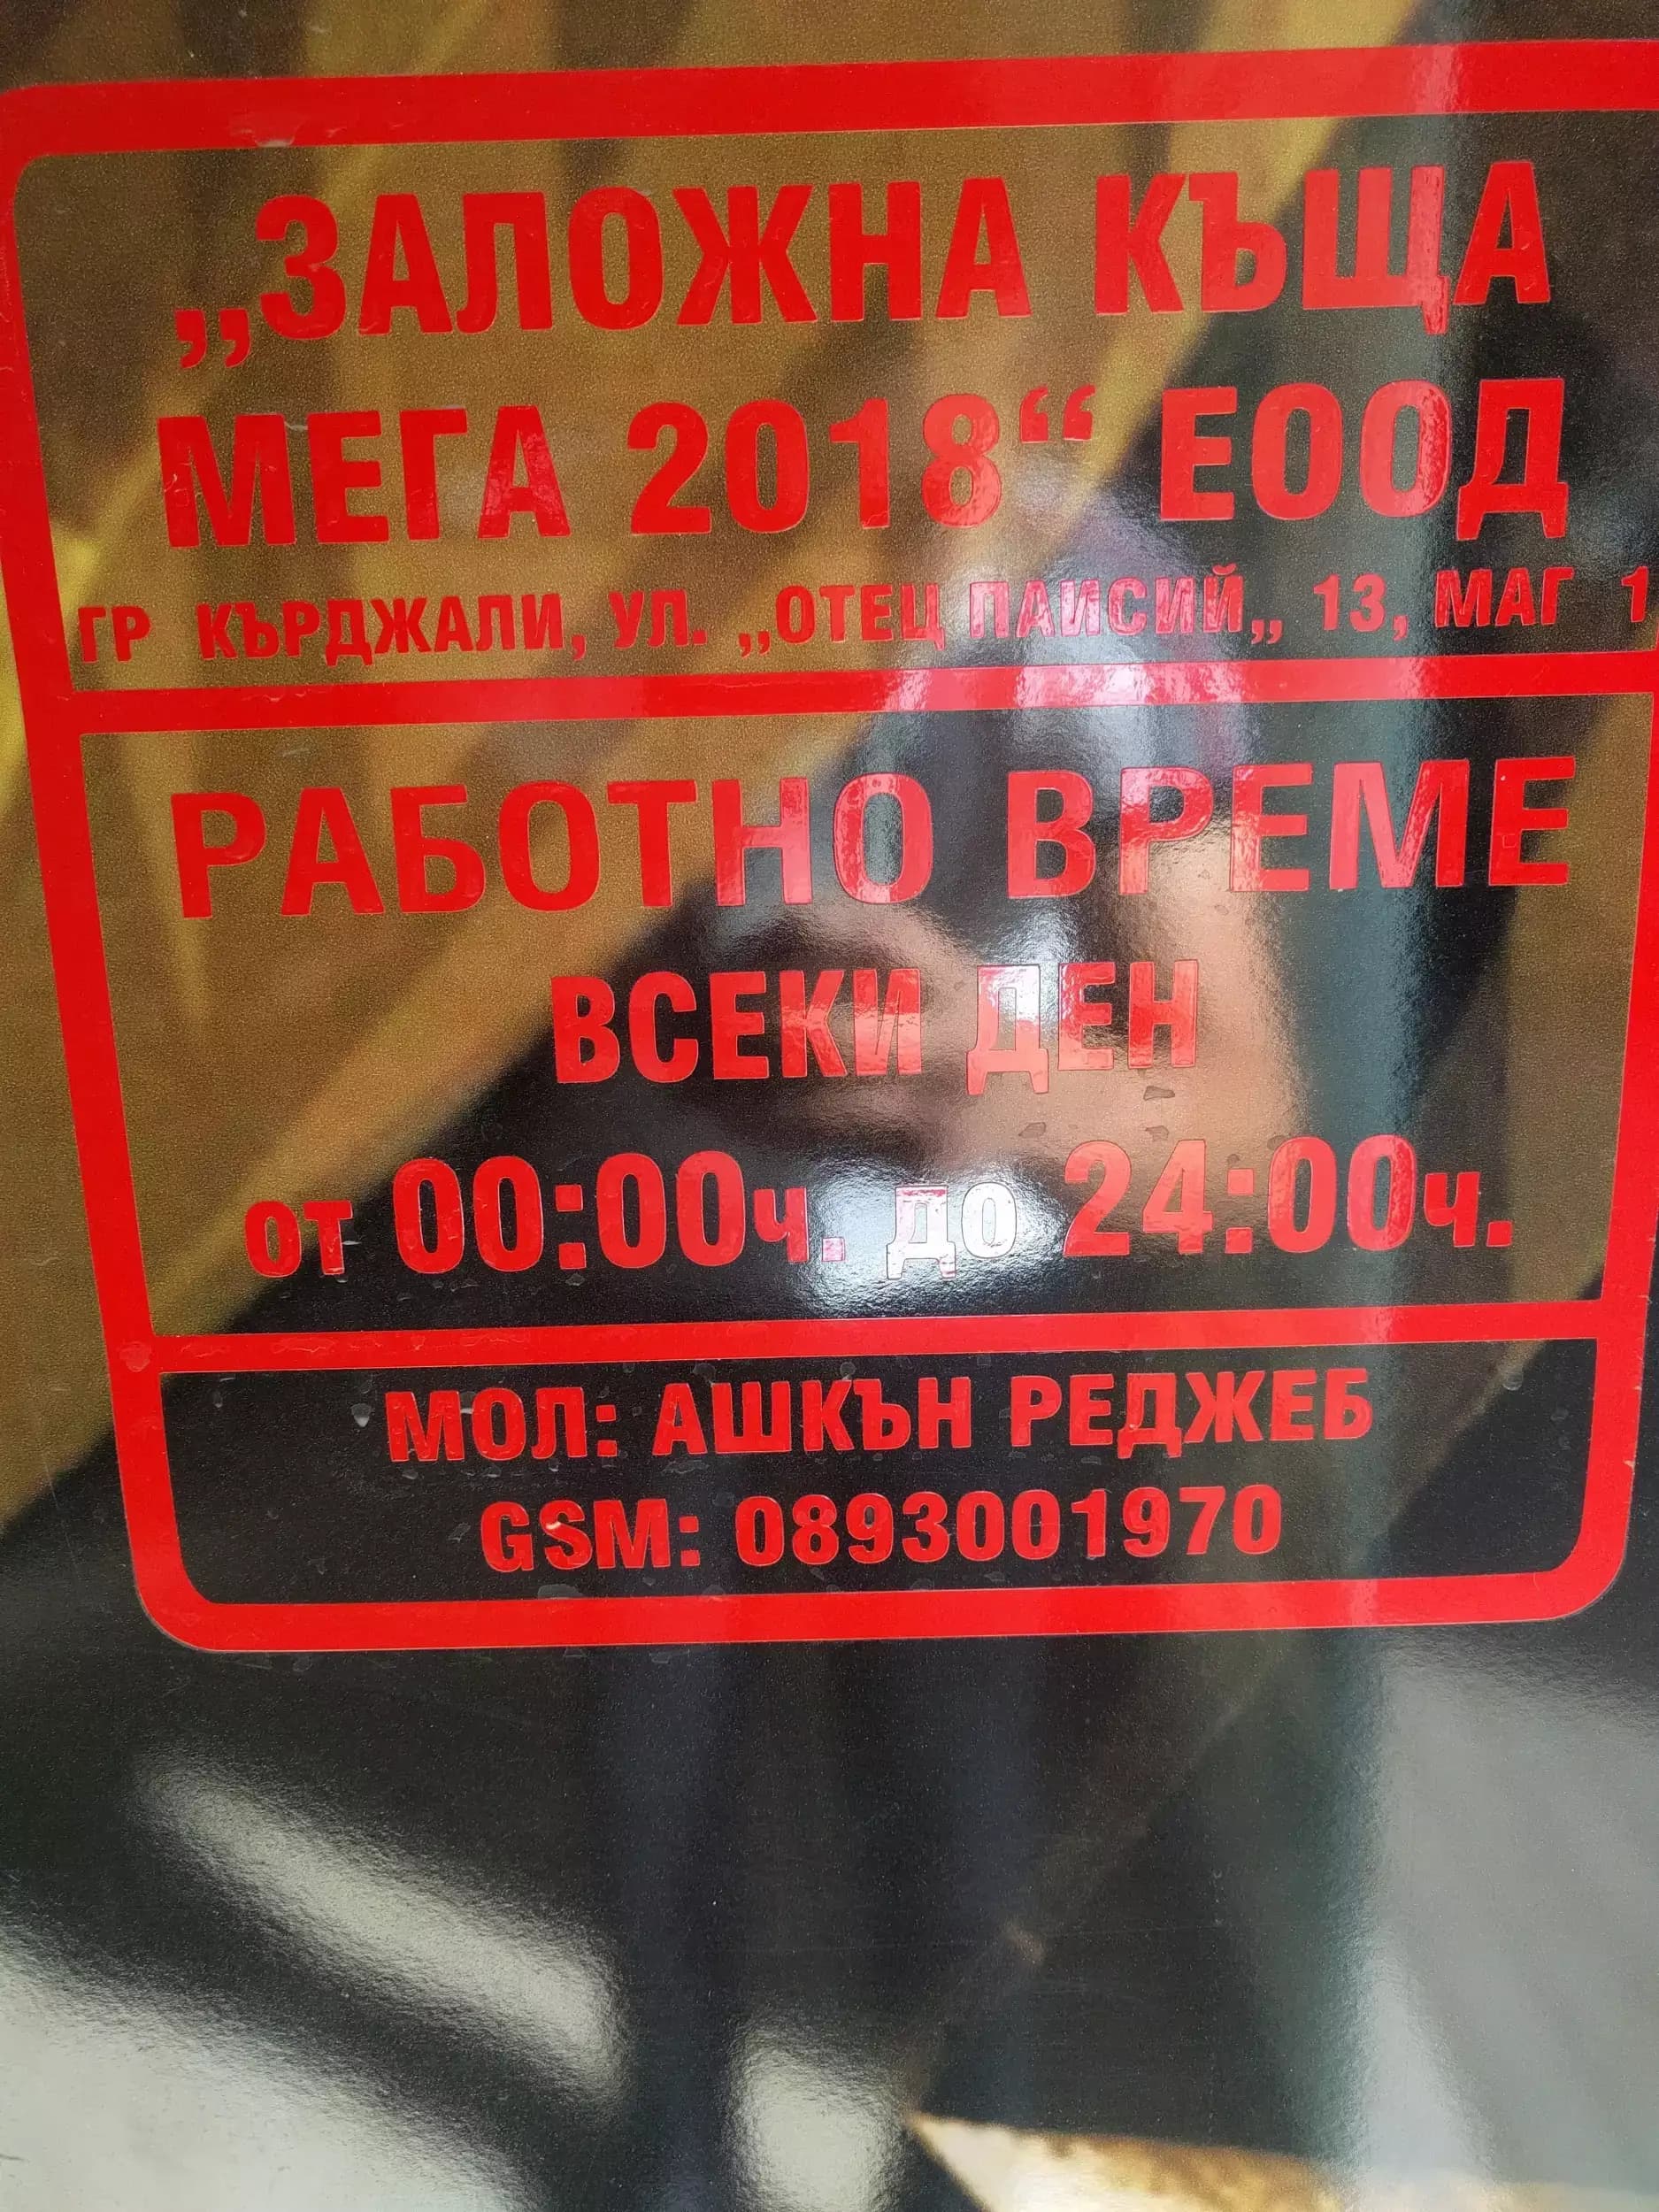 „ЗАЛОЖНА КЪЩА
МЕГА 2018“ ЕООД
ГР КЪРДЖАЛИ, УЛ. „ОТЕЦ ПАИСИЙ„ 13, МАГ 1
РАБОТНО ВРЕМЕ
ВСЕКИ ДЕН
от 00:00ч. до 24:00ч.
МОЛ: АШКЪН РЕДЖЕБ
GSM: 0893001970